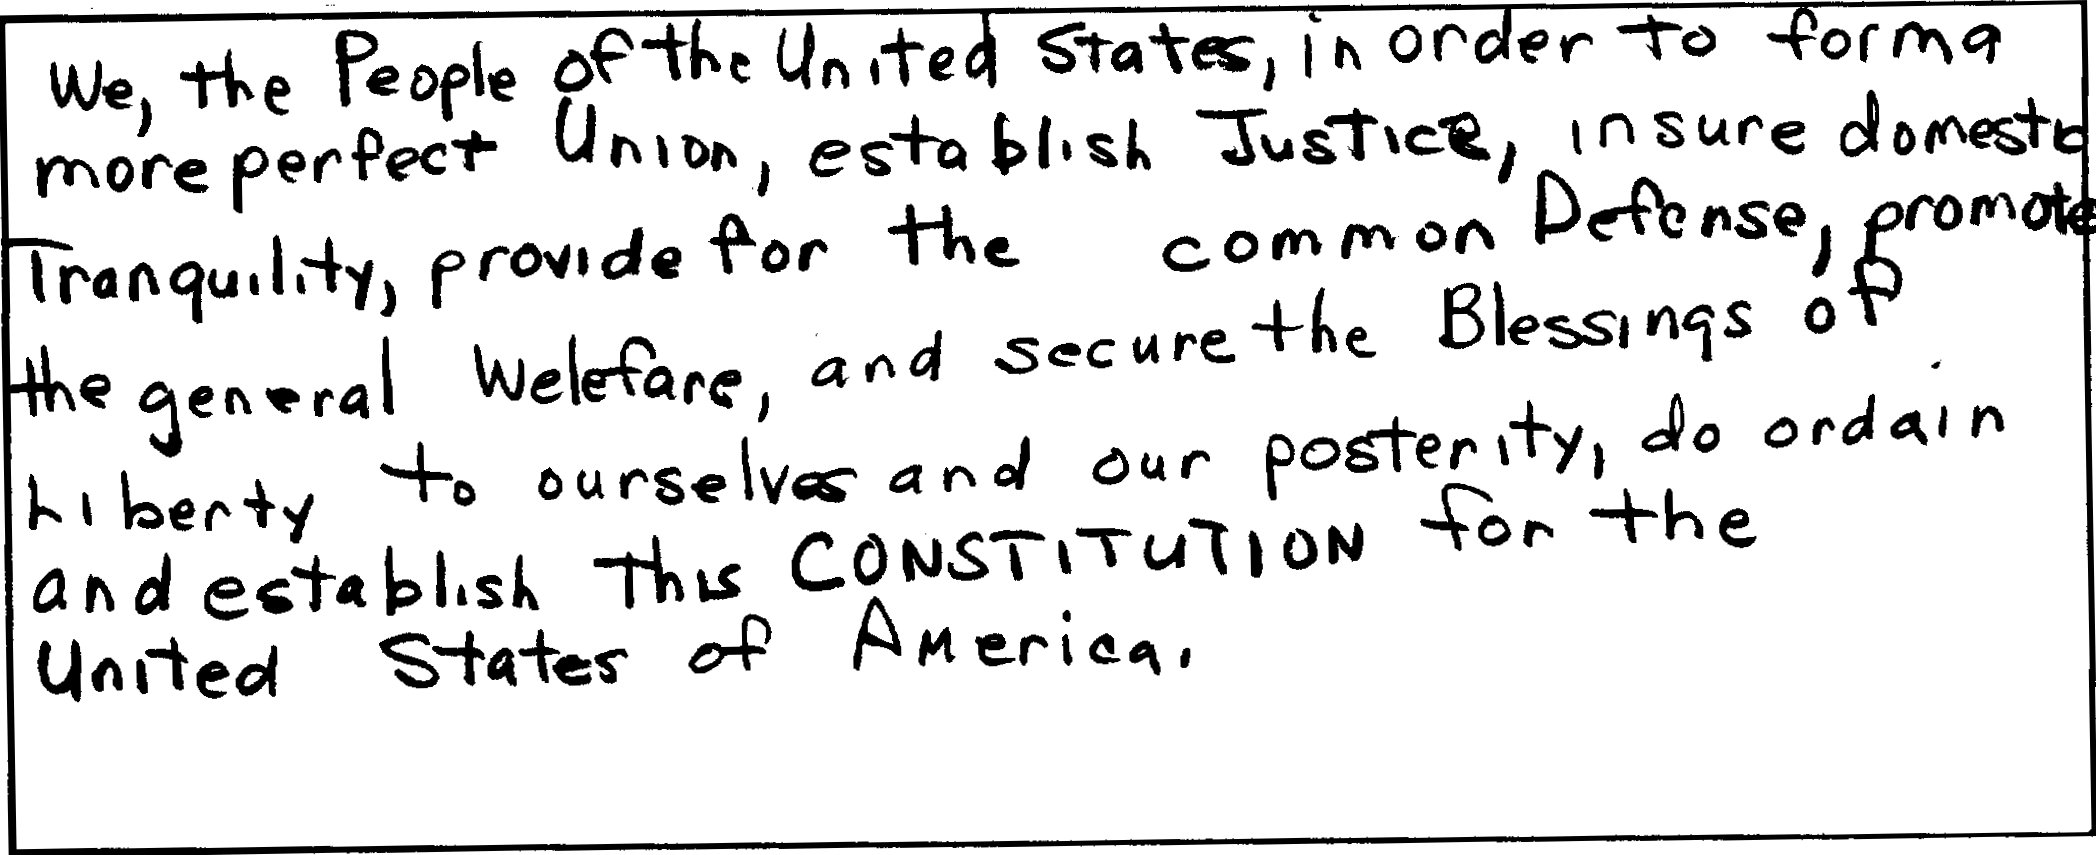 We, the People of the United States, in order to form a
more perfect Union, establish Justice, insure domestic
Tranquility, provide for the common Defense, promote
the general Welefare, and secure the Blessings of
Liberty to ourselves and our posterity, do ordain
and establish this CONSTITUTION for the
United States of America.